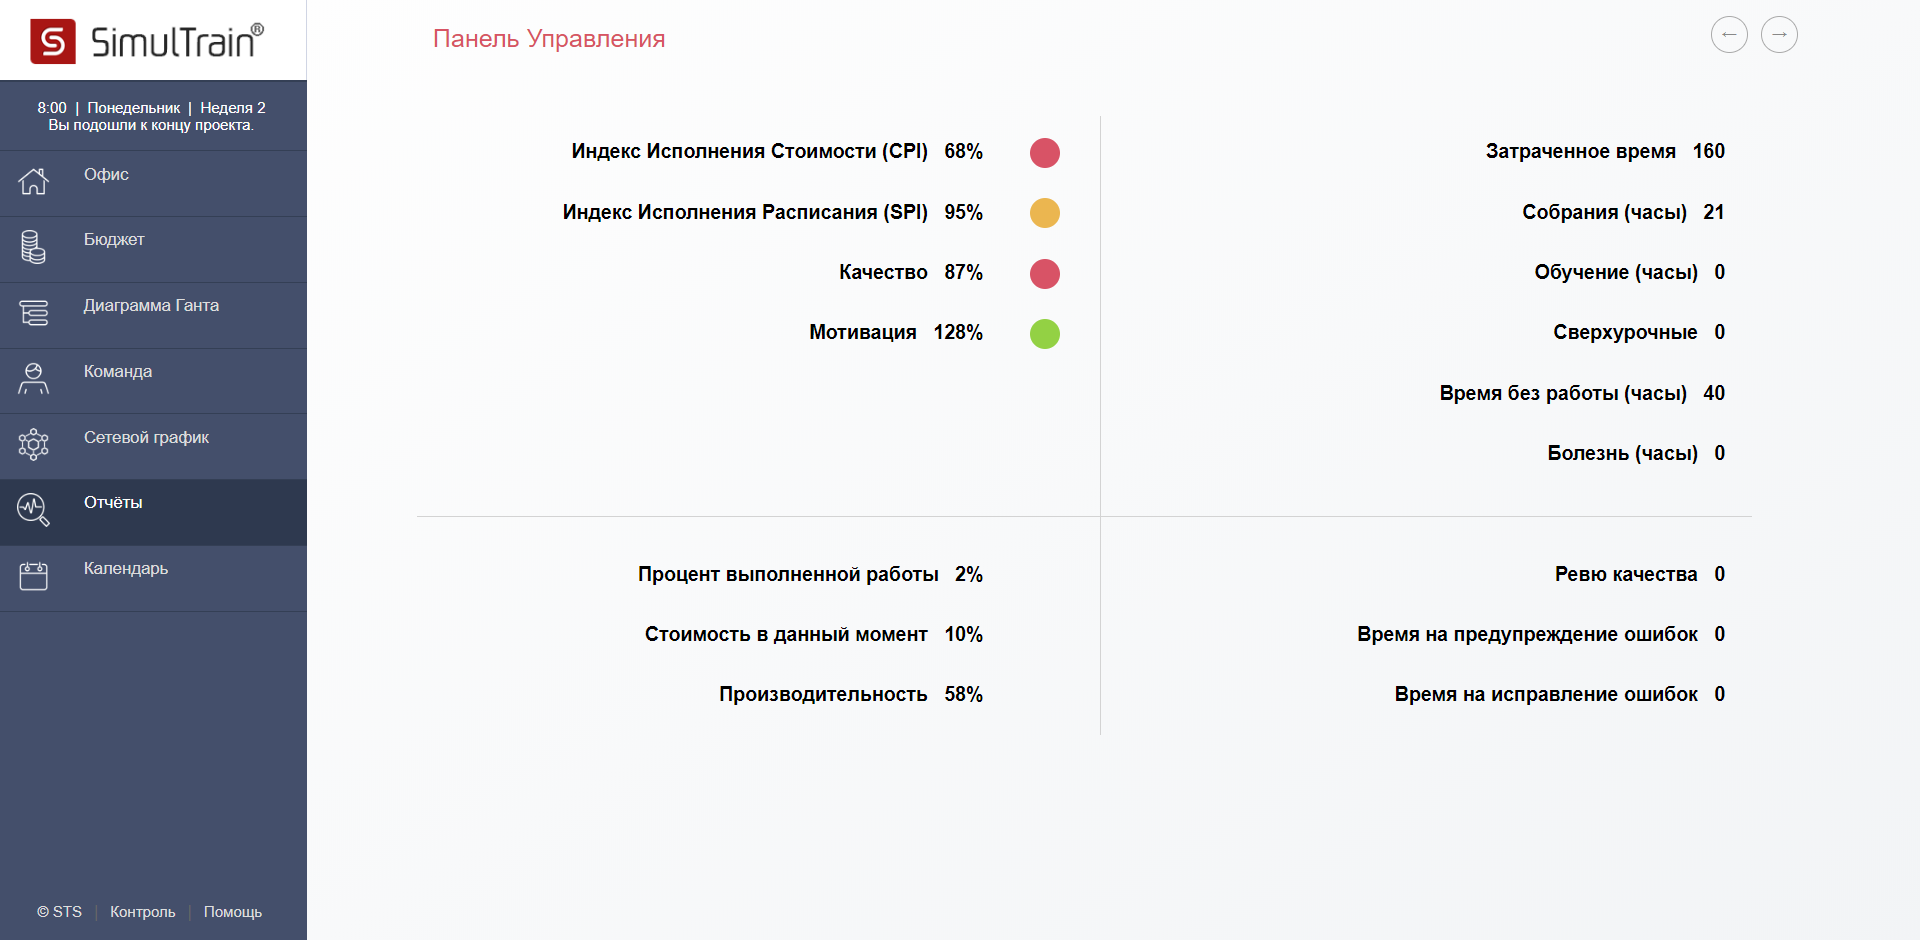 SimulTrain®
8:00 | Понедельник | Неделя 2
Вы подошли к концу проекта.
Офис
Бюджет
Диаграмма Ганта
Команда
Сетевой график
Отчёты
Календарь
© STS | Контроль | Помощь
Панель Управления
← →
Индекс Исполнения Стоимости (CPI) 68%
Индекс Исполнения Расписания (SPI) 95%
Качество 87%
Мотивация 128%
Затраченное время 160
Собрания (часы) 21
Обучение (часы) 0
Сверхурочные 0
Время без работы (часы) 40
Болезнь (часы) 0
Процент выполненной работы 2%
Стоимость в данный момент 10%
Производительность 58%
Ревю качества 0
Время на предупреждение ошибок 0
Время на исправление ошибок 0